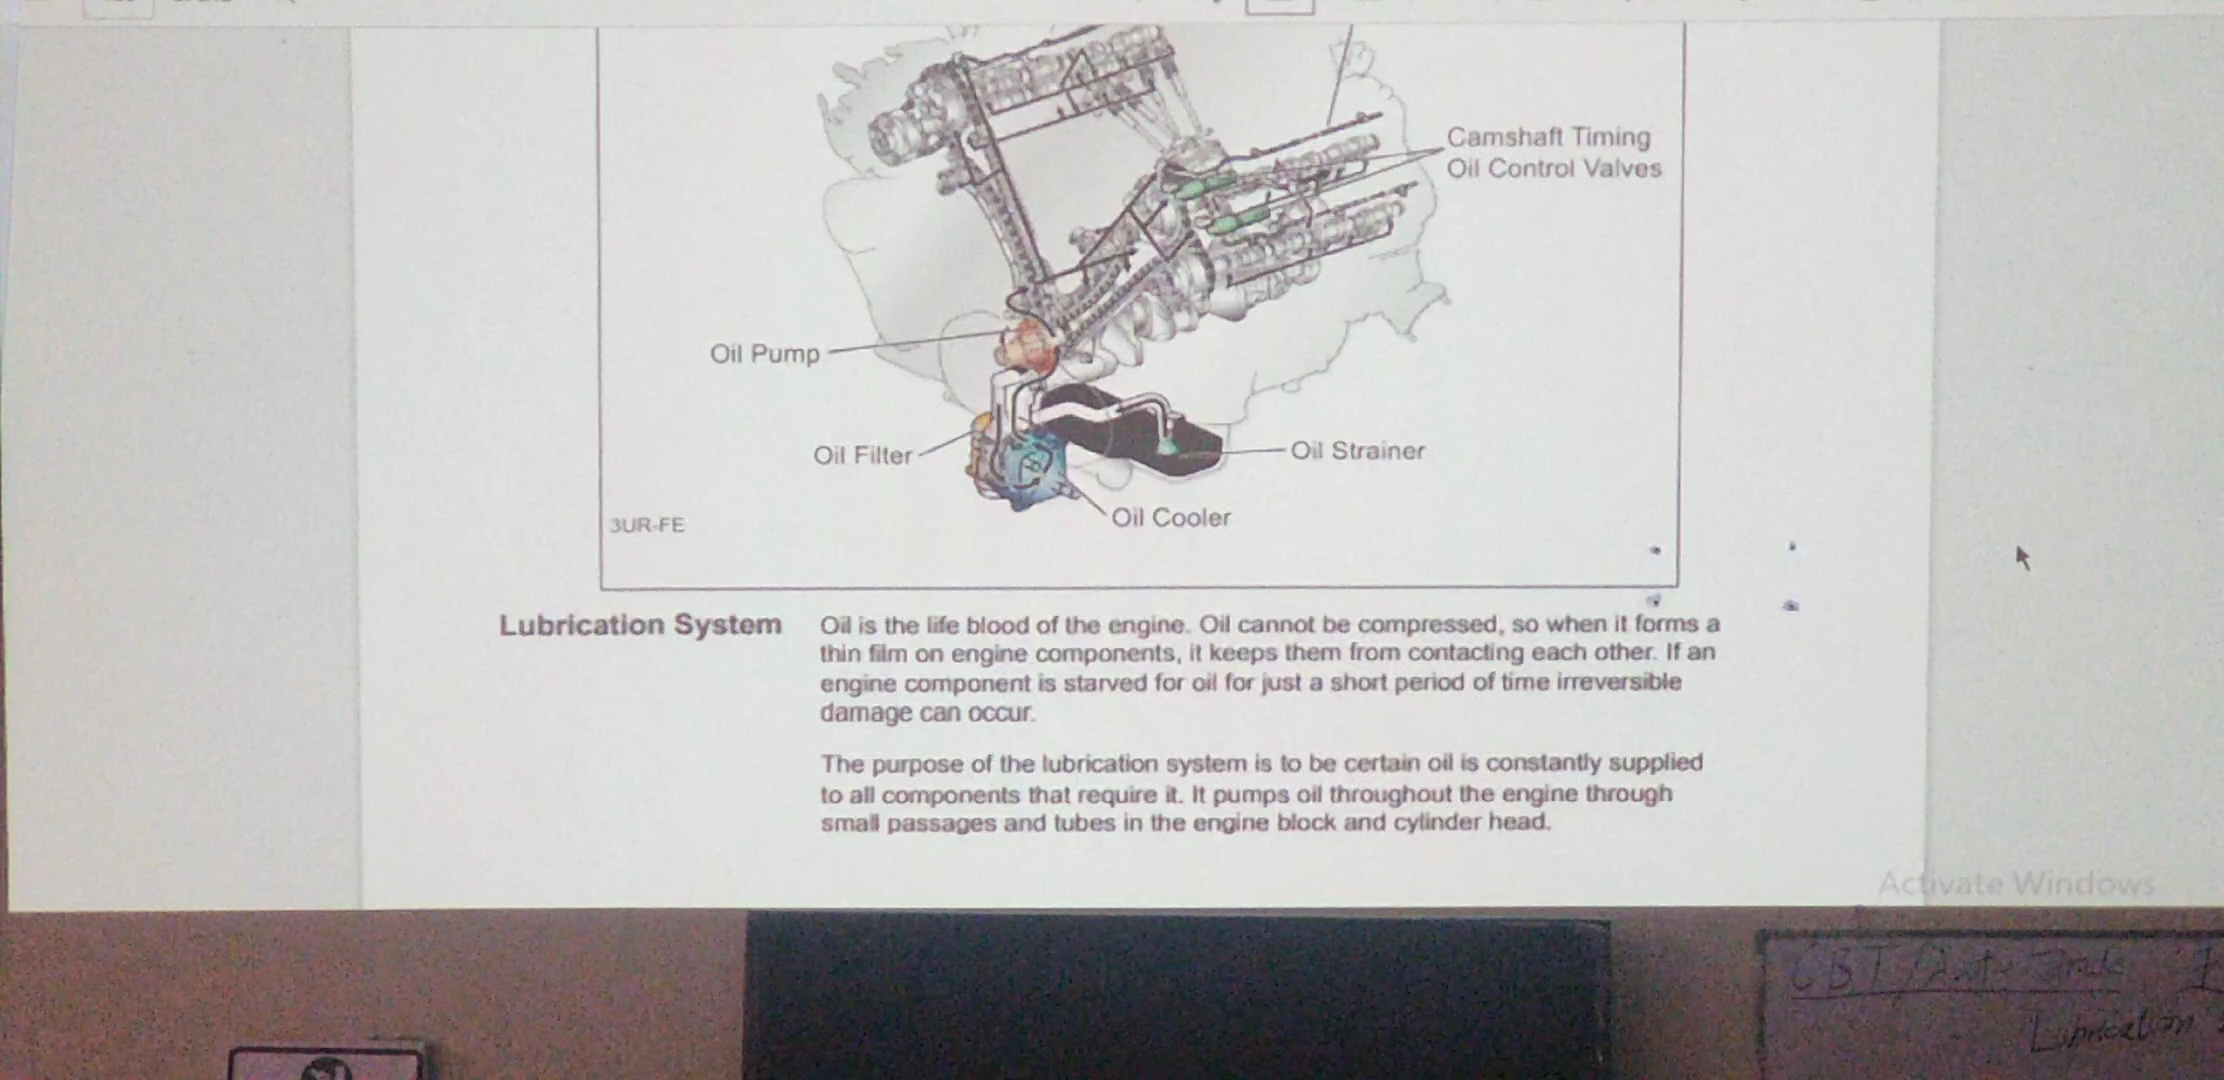 Camshaft Timing
Oil Control Valves
Oil Pump
Oil Filter
Oil Strainer
Oil Cooler
3UR-FE
Lubrication System
Oil is the life blood of the engine. Oil cannot be compressed, so when it forms a
thin film on engine components, it keeps them from contacting each other. If an
engine component is starved for oil for just a short period of time irreversible
damage can occur.
The purpose of the lubrication system is to be certain oil is constantly supplied
to all components that require it. It pumps oil throughout the engine through
small passages and tubes in the engine block and cylinder head.
Activate Windows
CBT/
Lubrication